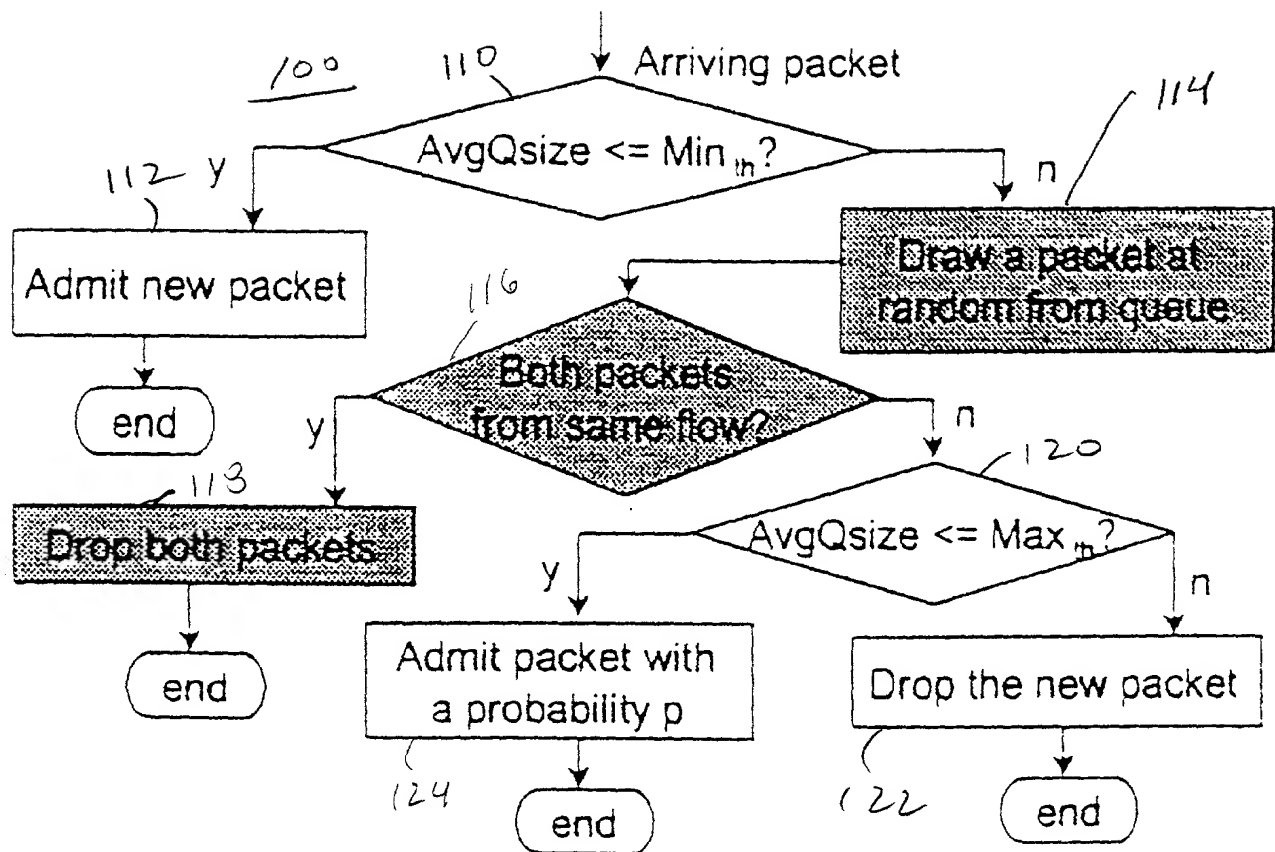 Arriving packet
100
110
114
AvgQsize <= Min th?
y
n
112
Admit new packet
end
Draw a packet at
random from queue
116
Both packets
from same flow?
y
n
118
Drop both packets
end
120
AvgQsize <= Max th?
y
n
Admit packet with
a probability p
124
end
Drop the new packet
122
end